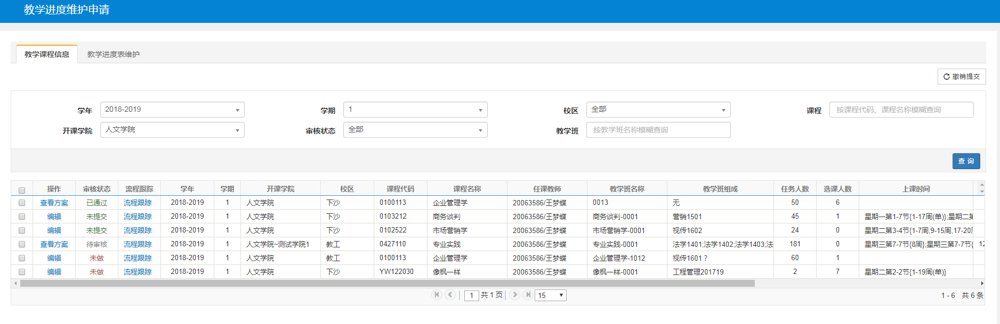 教学进度维护申请
教学课程信息 教学进度表维护
撤销提交
学年 2018-2019 学期 1 校区 全部 课程 按课程代码、课程名称模糊查询
开课学院 人文学院 审核状态 全部 教学班 按教学班名称模糊查询
查 询
操作 审核状态 流程跟踪 学年 学期 开课学院 校区 课程代码 课程名称 任课教师 教学班名称 教学班组成 任务人数 选课人数 上课时间
查看方案 已通过 流程跟踪 2018-2019 1 人文学院 下沙 0100113 企业管理学 20063586/王梦蝶 0013 无 50 6
编辑 未提交 流程跟踪 2018-2019 1 人文学院 下沙 0103212 商务谈判 20063586/王梦蝶 商务谈判-0001 营销1501 45 1 星期一第1-7节{1-17周(单)};星期二第
编辑 未提交 流程跟踪 2018-2019 1 人文学院 下沙 0102522 市场营销学 20063586/王梦蝶 市场营销学-0001 视传1602 24 0 星期二第3-4节{1-7周,9-15周,17-20周
查看方案 待审核 流程跟踪 2018-2019 1 人文学院~测试学院1 教工 0427110 专业实践 20063586/王梦蝶 专业实践-0001 法学1401;法学1402;法学1403;法 181 0 星期三第7-7节{8周};星期三第7-7节{ 12
编辑 未做 流程跟踪 2018-2019 1 人文学院 教工 0100113 企业管理学 20063586/王梦蝶 企业管理学-1012 视传1601？ 60 1
编辑 未做 流程跟踪 2018-2019 1 人文学院 下沙 YW122030 像枫一样 20063586/王梦蝶 像枫一样-0001 工程管理201719 2 7 星期二第2-2节{1-19周(单)}
1 共 1 页 15 1 - 6 共 6 条